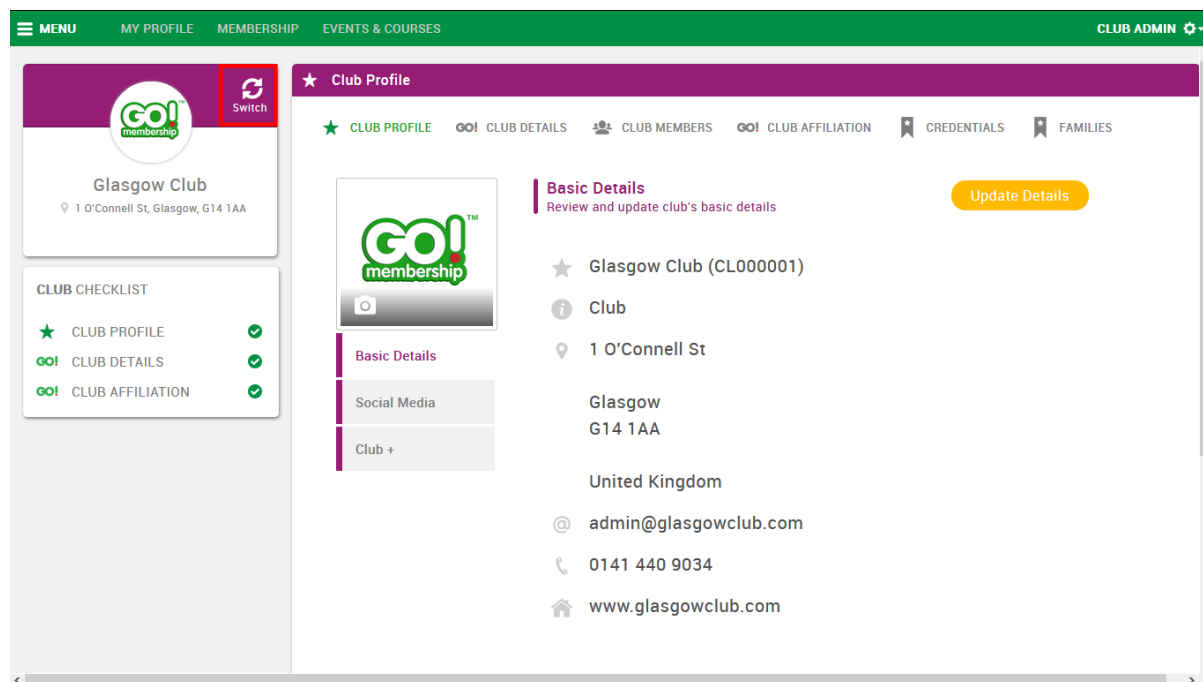 MENU MY PROFILE MEMBERSHIP EVENTS & COURSES CLUB ADMIN
Switch
GO!™
membership
Glasgow Club
1 O'Connell St, Glasgow, G14 1AA
CLUB CHECKLIST
CLUB PROFILE
GO! CLUB DETAILS
GO! CLUB AFFILIATION
Club Profile
CLUB PROFILE GO! CLUB DETAILS CLUB MEMBERS GO! CLUB AFFILIATION CREDENTIALS FAMILIES
GO!™
membership
Basic Details
Social Media
Club +
Basic Details
Review and update club's basic details
Update Details
Glasgow Club (CL000001)
Club
1 O'Connell St
Glasgow
G14 1AA
United Kingdom
admin@glasgowclub.com
0141 440 9034
www.glasgowclub.com